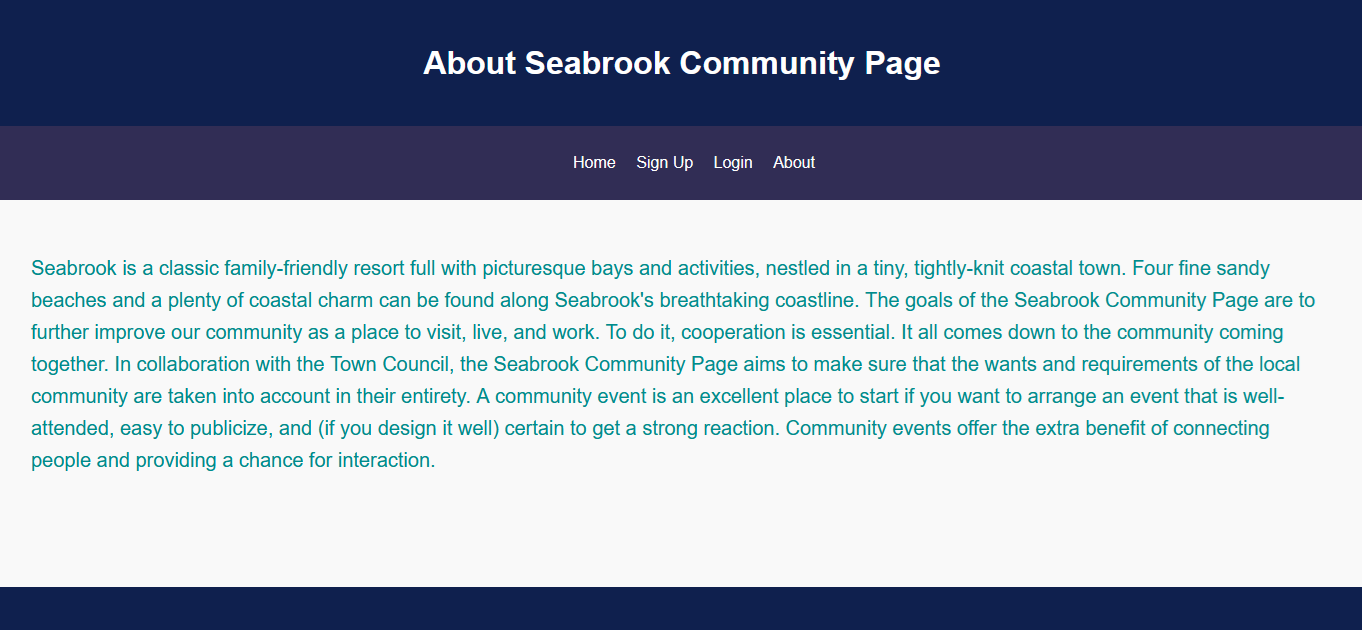 About Seabrook Community Page
Home Sign Up Login About
Seabrook is a classic family-friendly resort full with picturesque bays and activities, nestled in a tiny, tightly-knit coastal town. Four fine sandy
beaches and a plenty of coastal charm can be found along Seabrook's breathtaking coastline. The goals of the Seabrook Community Page are to
further improve our community as a place to visit, live, and work. To do it, cooperation is essential. It all comes down to the community coming
together. In collaboration with the Town Council, the Seabrook Community Page aims to make sure that the wants and requirements of the local
community are taken into account in their entirety. A community event is an excellent place to start if you want to arrange an event that is well-
attended, easy to publicize, and (if you design it well) certain to get a strong reaction. Community events offer the extra benefit of connecting
people and providing a chance for interaction.